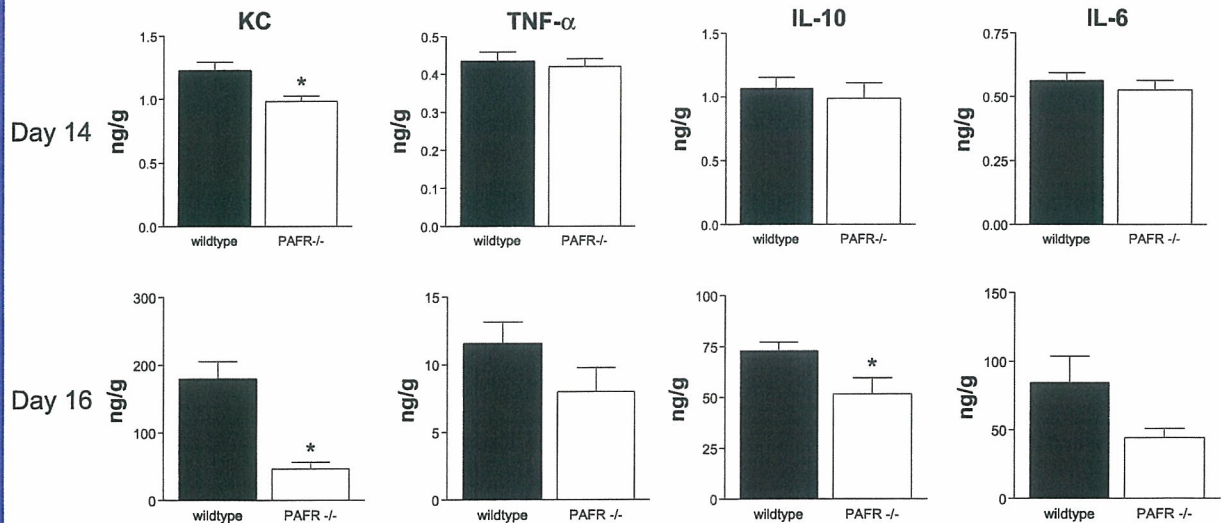 KC
TNF-α
IL-10
IL-6
Day 14
ng/g
1.5
1.0
0.5
0.0
*
wildtype PAFR-/-
ng/g
0.5
0.4
0.3
0.2
0.1
0.0
wildtype PAFR-/-
ng/g
1.5
1.0
0.5
0.0
wildtype PAFR-/-
ng/g
0.75
0.50
0.25
0.00
wildtype PAFR -/-
Day 16
ng/g
300
200
100
0
*
wildtype PAFR -/-
ng/g
15
10
5
0
wildtype PAFR -/-
ng/g
100
75
50
25
0
*
wildtype PAFR -/-
ng/g
150
100
50
0
wildtype PAFR -/-